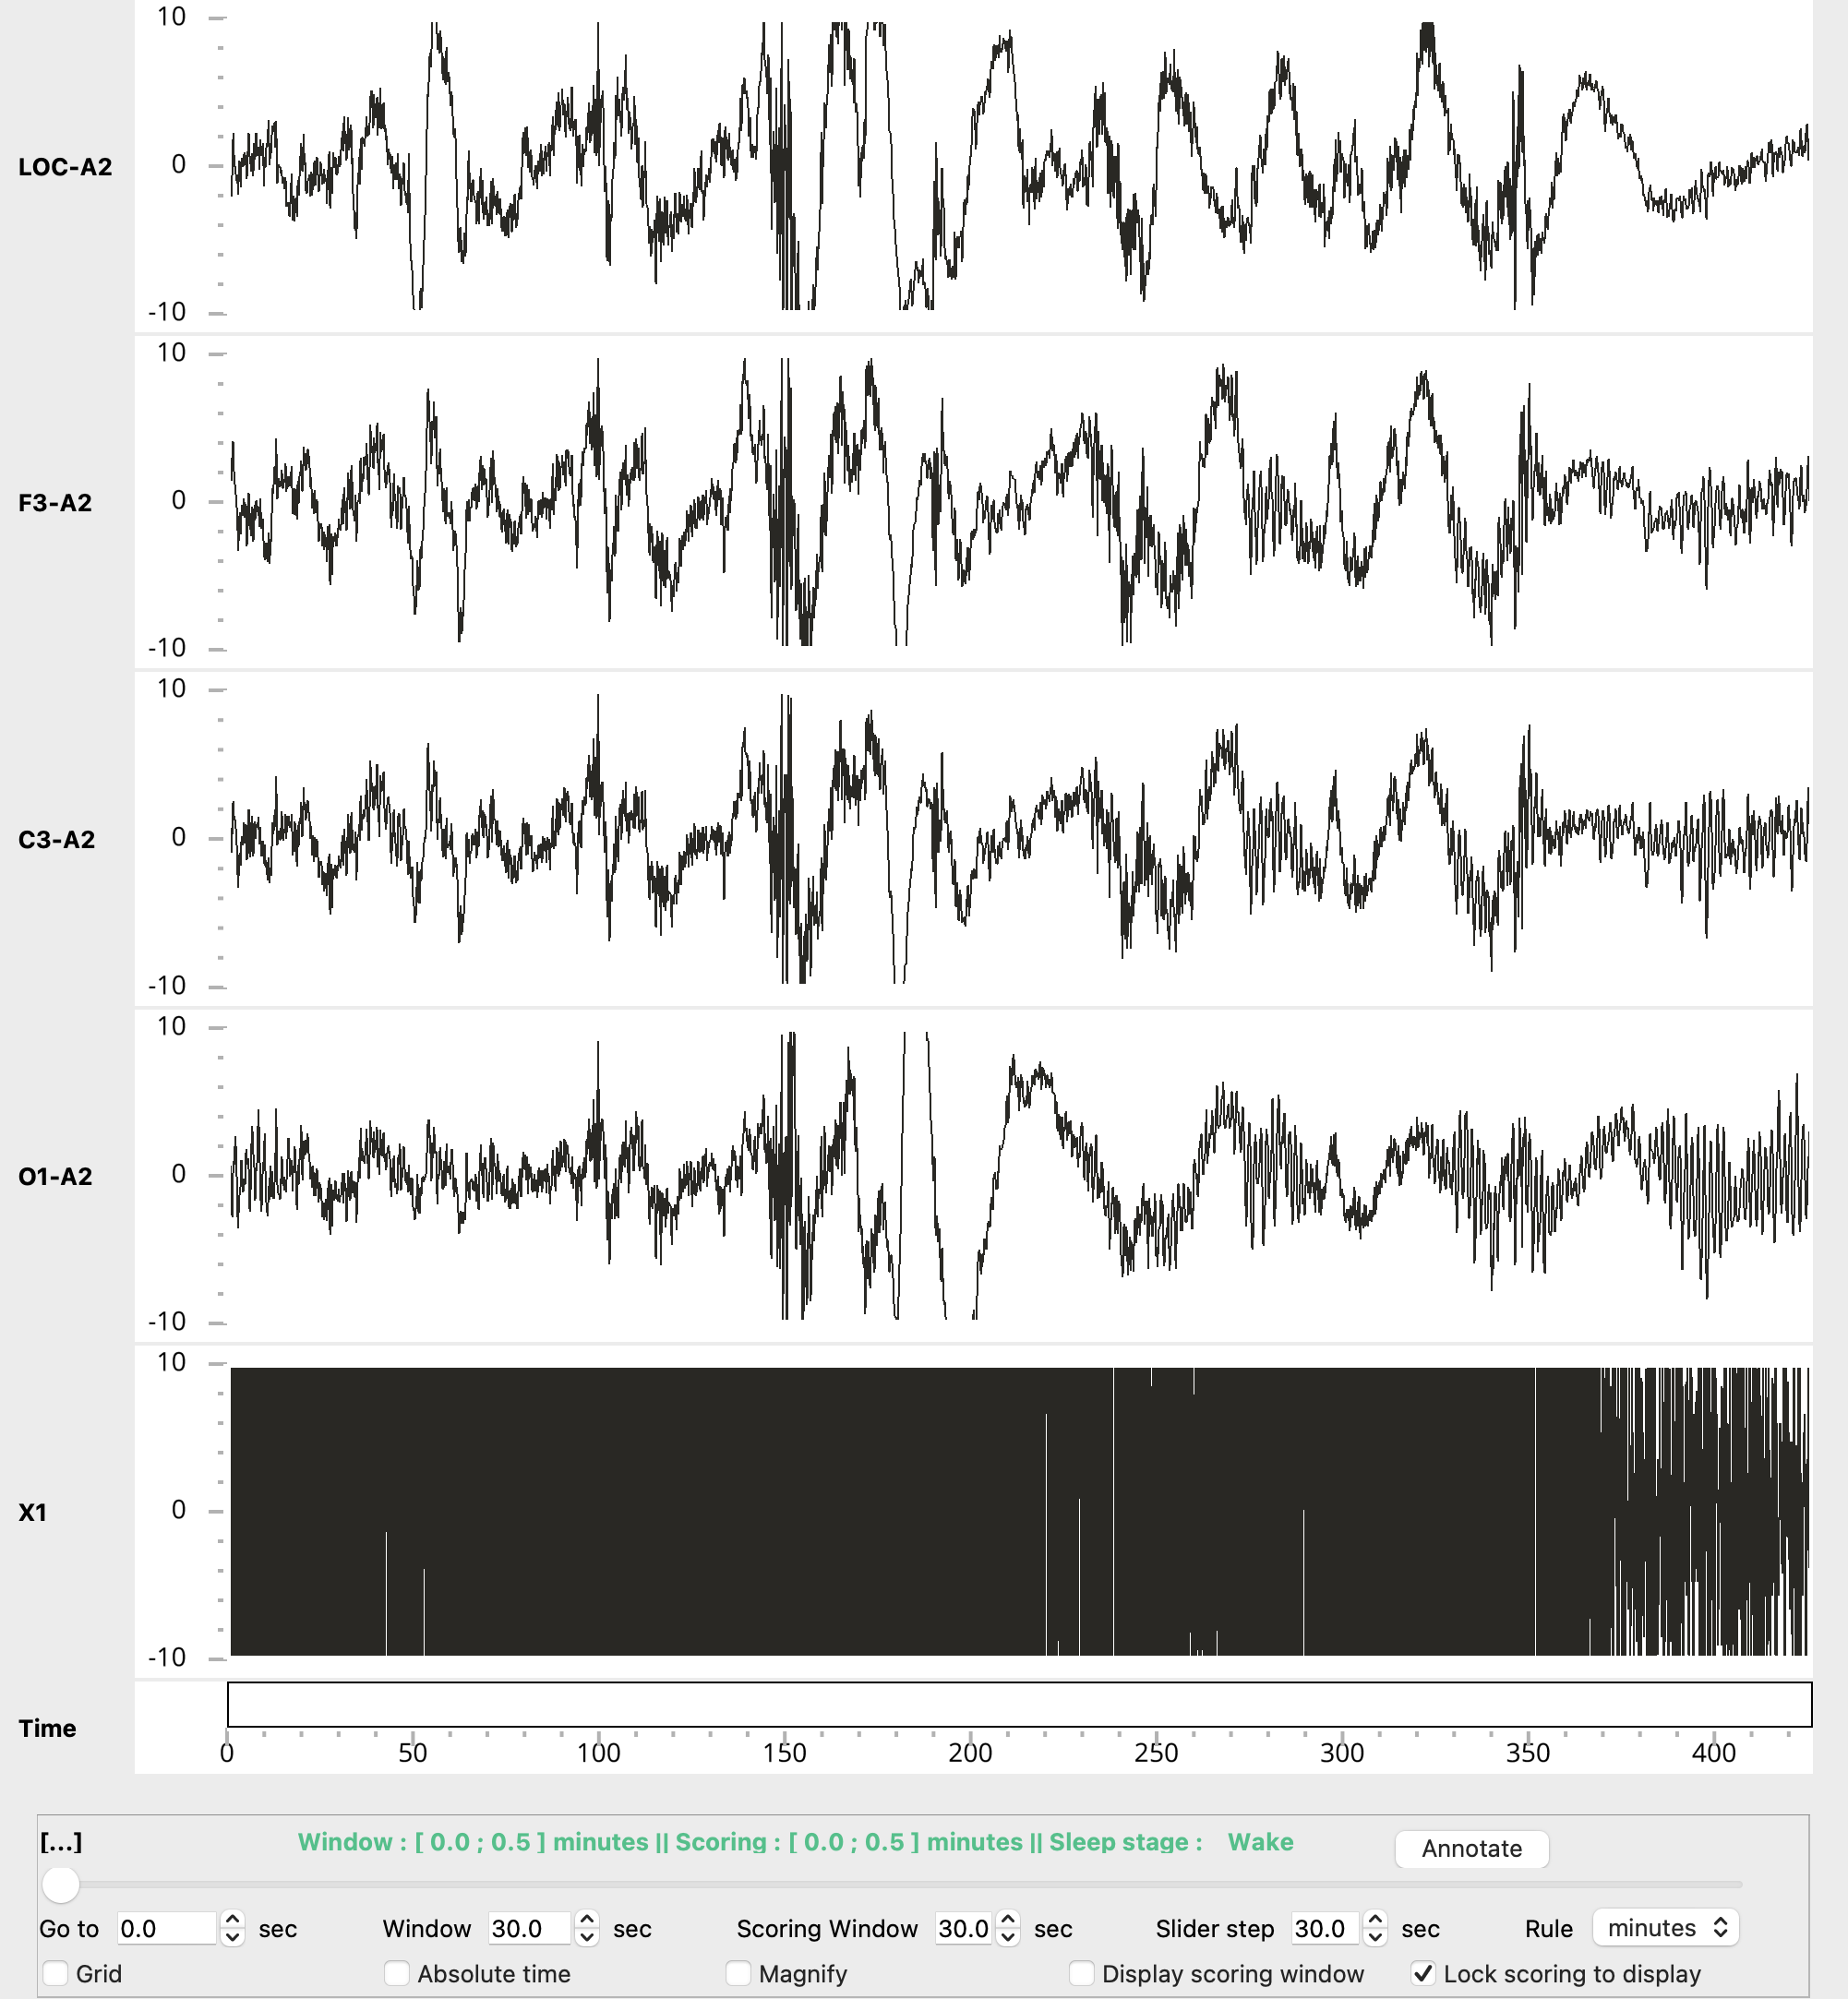 10
LOC-A2
0
-10
10
F3-A2
0
-10
10
C3-A2
0
-10
10
O1-A2
0
-10
10
X1
0
-10
Time
0 50 100 150 200 250 300 350 400
[...] Window : [ 0.0 ; 0.5 ] minutes || Scoring : [ 0.0 ; 0.5 ] minutes || Sleep stage : Wake Annotate
Go to 0.0 sec Window 30.0 sec Scoring Window 30.0 sec Slider step 30.0 sec Rule minutes
Grid Absolute time Magnify Display scoring window Lock scoring to display